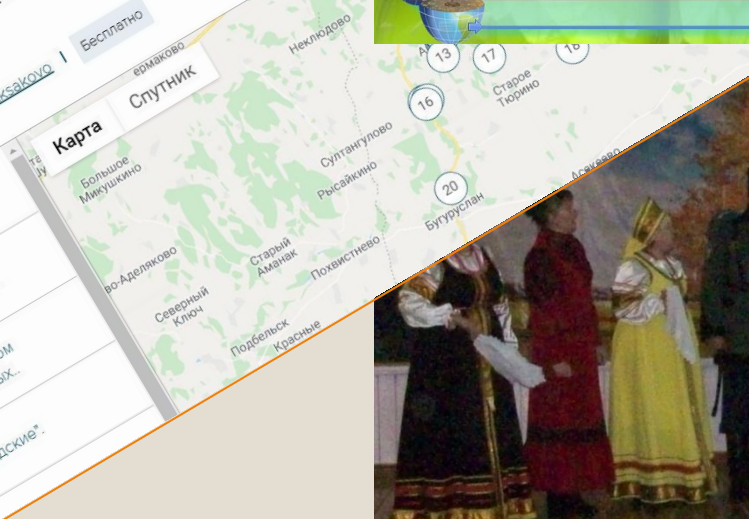 Бесплатно
ksakovo
Карта
Спутник
ермаково
Неклюдово
13
17
18
16
Старое
Тюрино
Большое
Микушкино
Султангулово
Рысайкино
Асекеево
20
Бугуруслан
во-Аделяково
Старый
Аманак
Похвистнево
Северный
Ключ
Подбельск
Красные
ом
ых..
дские".